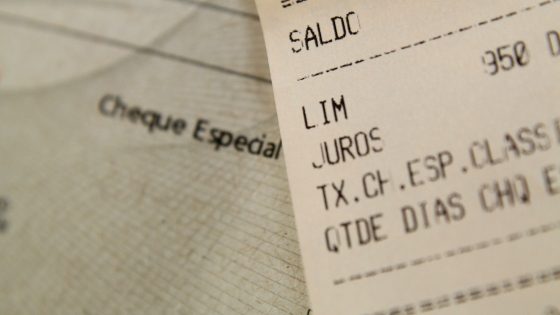 Cheque Especial
SALDO
950 D
LIM
JUROS
TX.CH.ESP.CLASS
QTDE DIAS CHQ E